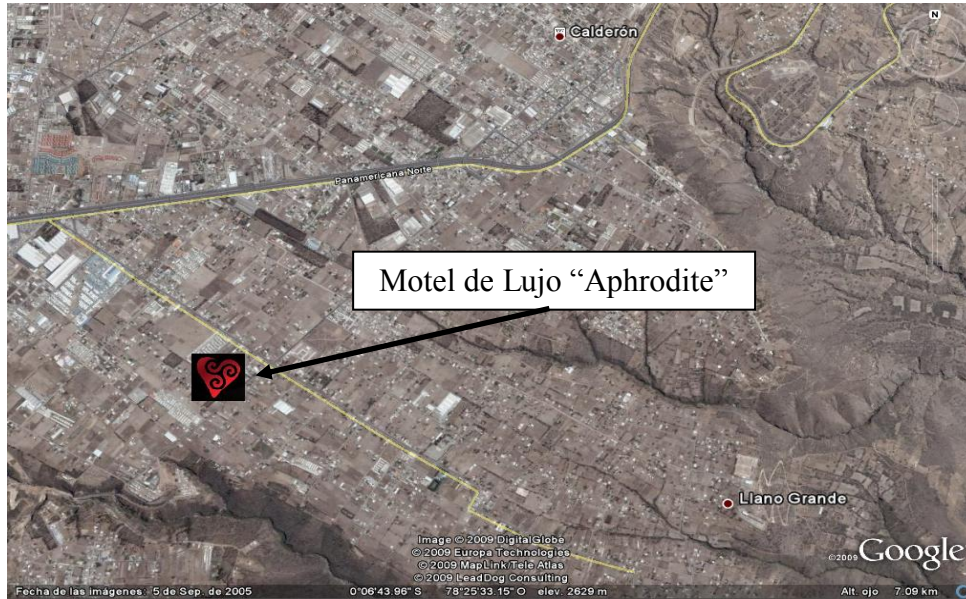 N
Calderón
Panamericana Norte
Motel de Lujo “Aphrodite”
Llano Grande
Image © 2009 DigitalGlobe
© 2009 Europa Technologies
© 2009 MapLink/Tele Atlas
© 2009 LeadDog Consulting
©2009 Google
Fecha de las imágenes: 5 de Sep. de 2005 0°06'43.96" S 78°25'33.15" O elev. 2629 m Alt. ojo 7.09 km